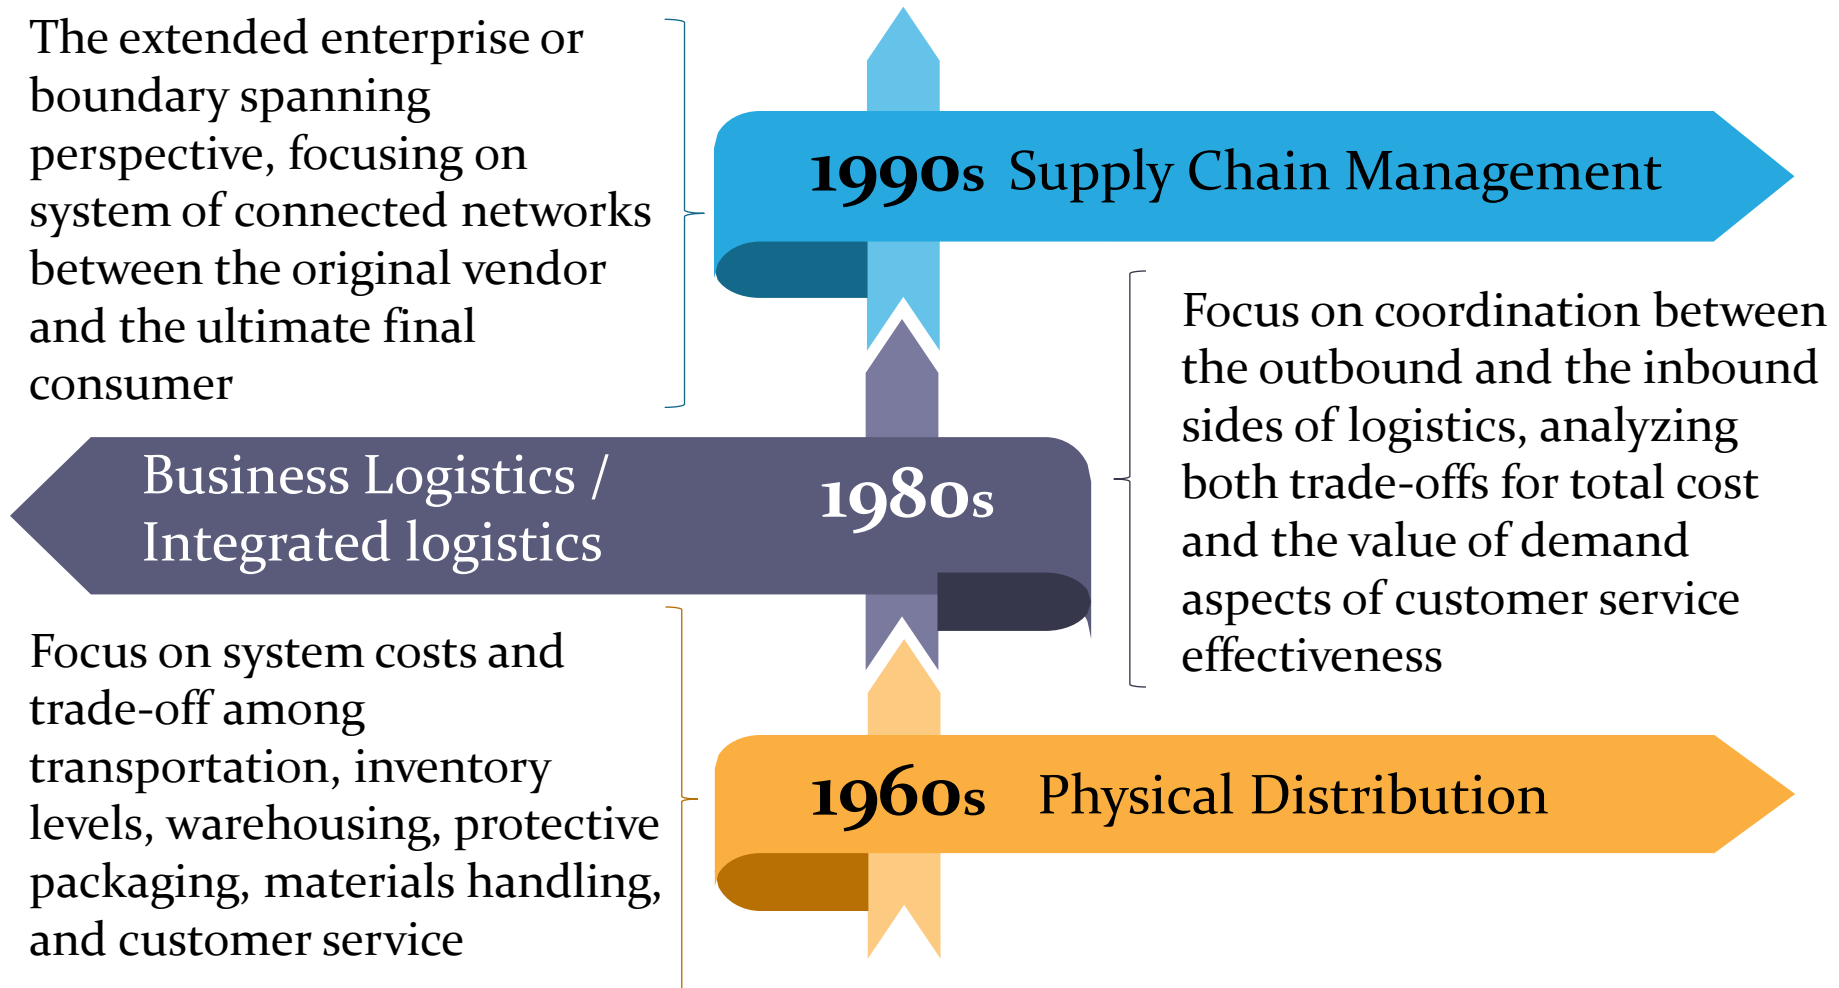 The extended enterprise or
boundary spanning
perspective, focusing on
system of connected networks
between the original vendor
and the ultimate final
consumer
1990s Supply Chain Management
Focus on coordination between
the outbound and the inbound
sides of logistics, analyzing
both trade-offs for total cost
and the value of demand
aspects of customer service
effectiveness
Business Logistics /
Integrated logistics
1980s
Focus on system costs and
trade-off among
transportation, inventory
levels, warehousing, protective
packaging, materials handling,
and customer service
1960s Physical Distribution